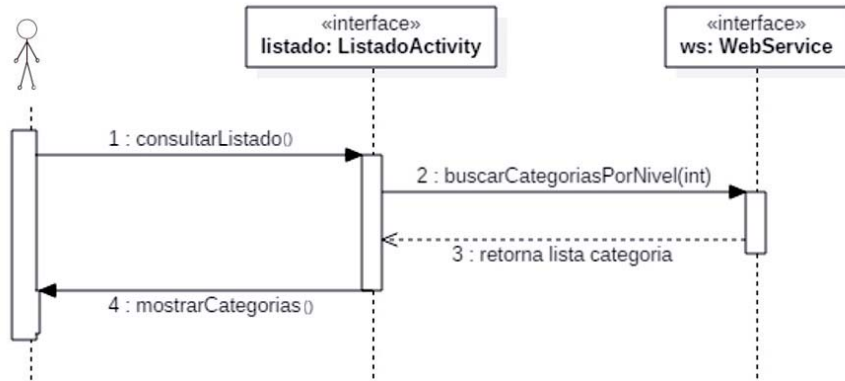 «interface»
listado: ListadoActivity
«interface»
ws: WebService
1 : consultarListado()
2 : buscarCategoriasPorNivel(int)
3 : retorna lista categoria
4 : mostrarCategorias()